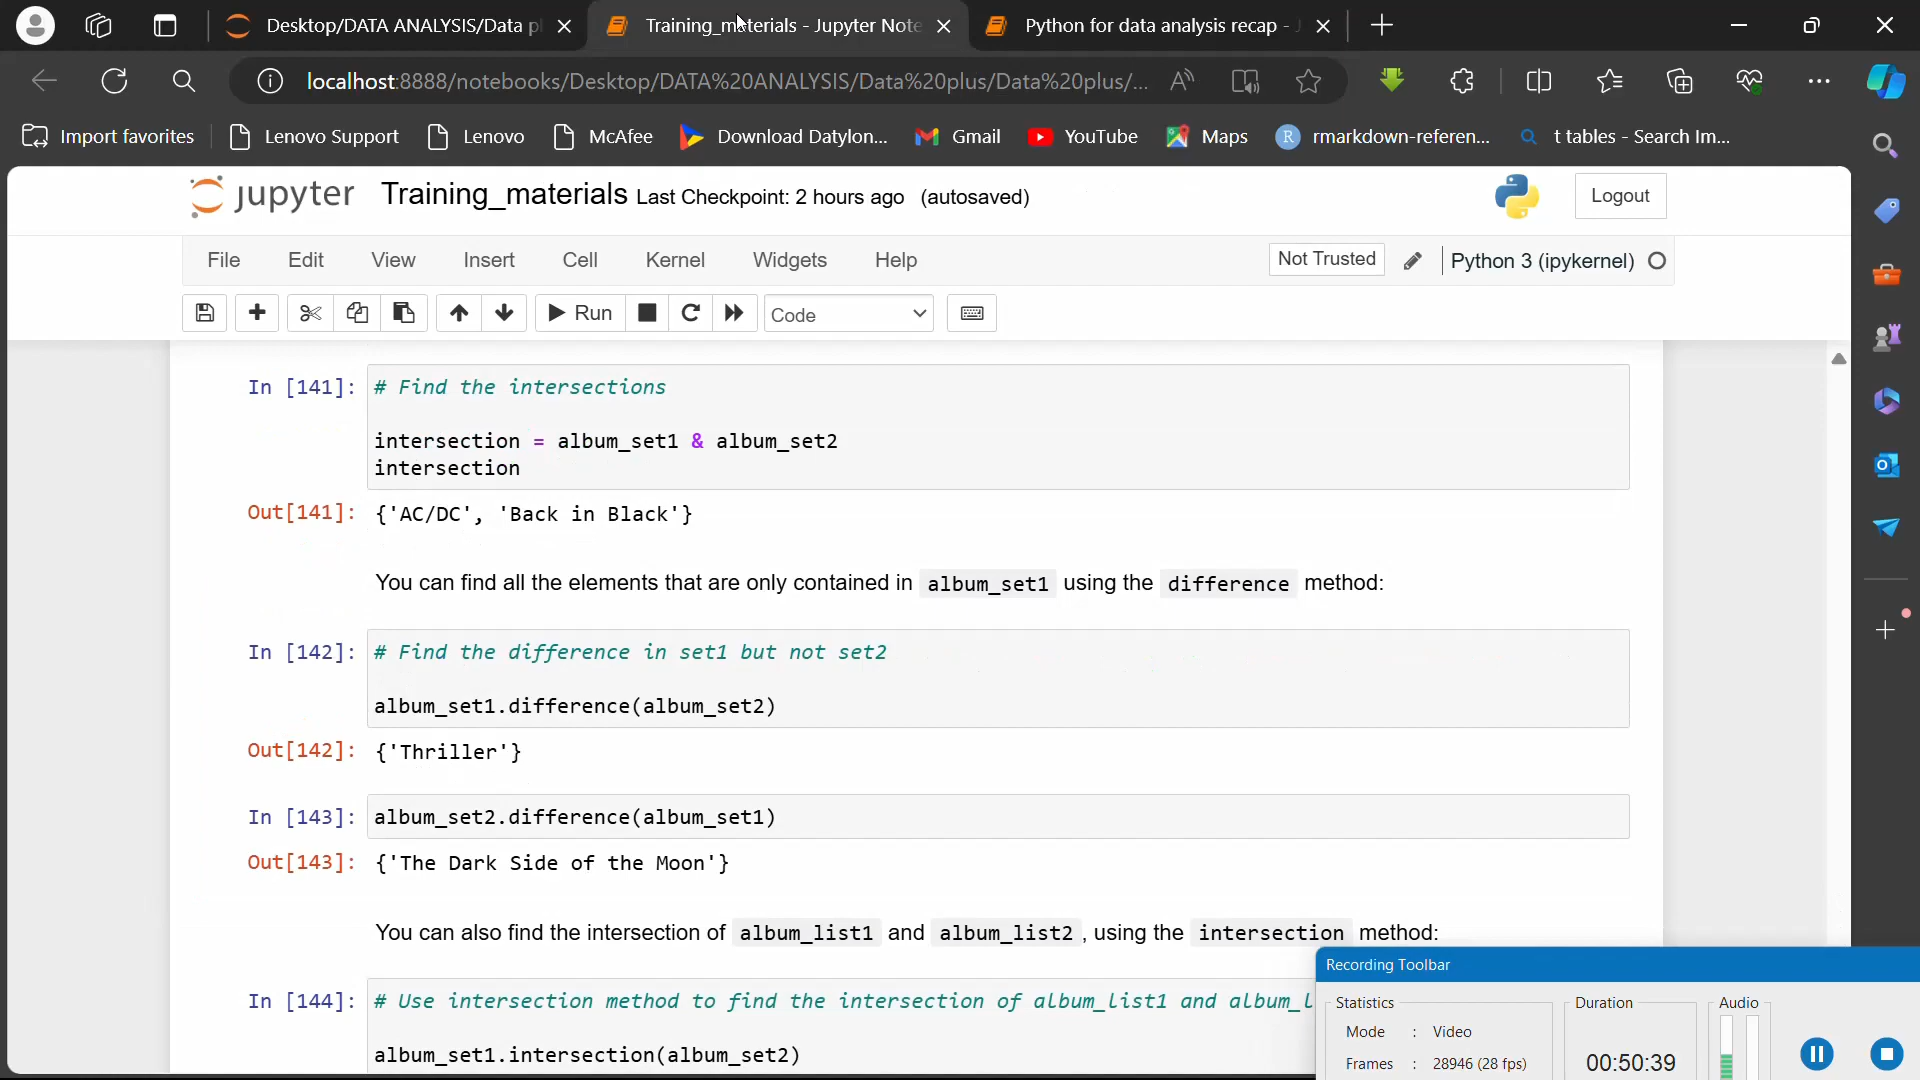 Desktop/DATA ANALYSIS/Data pl
Training_materials - Jupyter Note
Python for data analysis recap - J
localhost:8888/notebooks/Desktop/DATA%20ANALYSIS/Data%20plus/Data%20plus/...
Import favorites
Lenovo Support
Lenovo
McAfee
Download Datylon...
Gmail
YouTube
Maps
rmarkdown-referen...
t tables - Search Im...
jupyter Training_materials Last Checkpoint: 2 hours ago (autosaved)
Logout
File Edit View Insert Cell Kernel Widgets Help
Not Trusted
Python 3 (ipykernel)
Run
Code
In [141]: # Find the intersections
intersection = album_set1 & album_set2
intersection
Out[141]: {'AC/DC', 'Back in Black'}
You can find all the elements that are only contained in album_set1 using the difference method:
In [142]: # Find the difference in set1 but not set2
album_set1.difference(album_set2)
Out[142]: {'Thriller'}
In [143]: album_set2.difference(album_set1)
Out[143]: {'The Dark Side of the Moon'}
You can also find the intersection of album_list1 and album_list2 , using the intersection method:
In [144]: # Use intersection method to find the intersection of album_list1 and album_l
album_set1.intersection(album_set2)
Recording Toolbar
Statistics
Mode : Video
Frames : 28946 (28 fps)
Duration
00:50:39
Audio